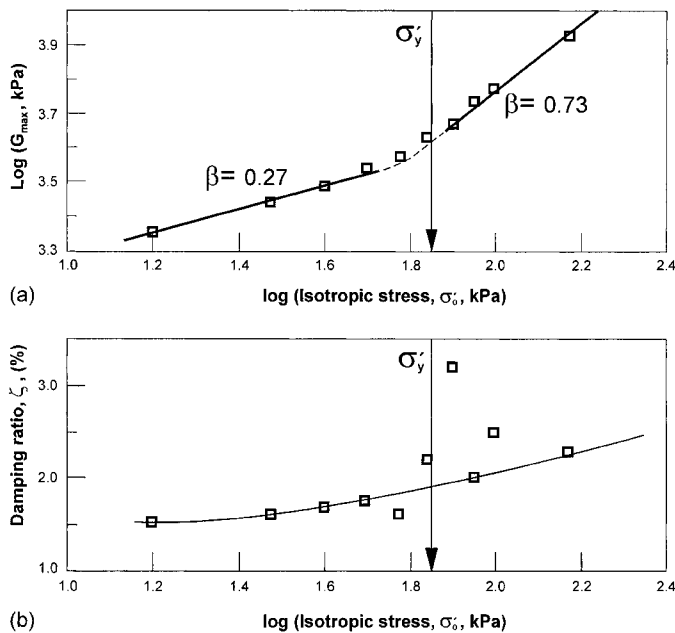 3.9
3.7
3.5
3.3
Log (Gmax, kPa)
σ′y
β= 0.27
β= 0.73
1.0 1.2 1.4 1.6 1.8 2.0 2.2 2.4
(a) log (Isotropic stress, σ′o, kPa)
3.0
2.0
1.0
Damping ratio, ζ, (%)
σ′y
1.0 1.2 1.4 1.6 1.8 2.0 2.2 2.4
(b) log (Isotropic stress, σ′o, kPa)